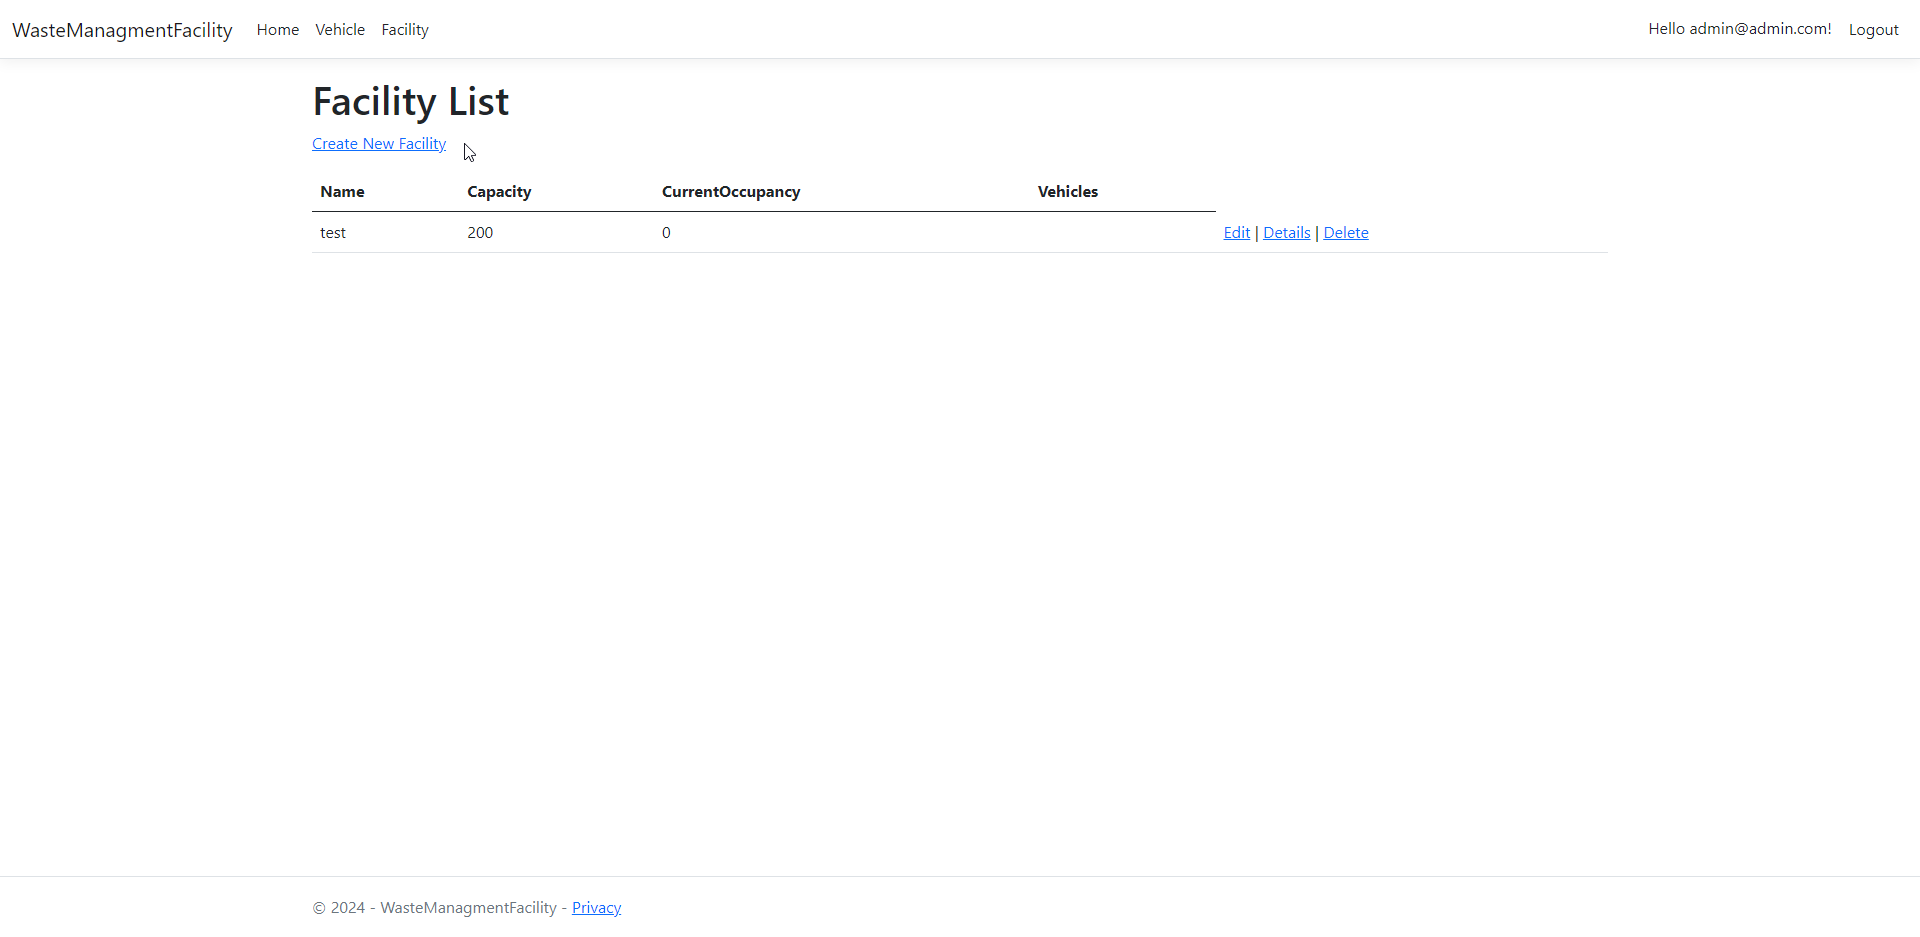 WasteManagmentFacility Home Vehicle Facility Hello admin@admin.com! Logout
Facility List
Create New Facility
Name Capacity CurrentOccupancy Vehicles
test 200 0 Edit | Details | Delete
© 2024 - WasteManagmentFacility - Privacy